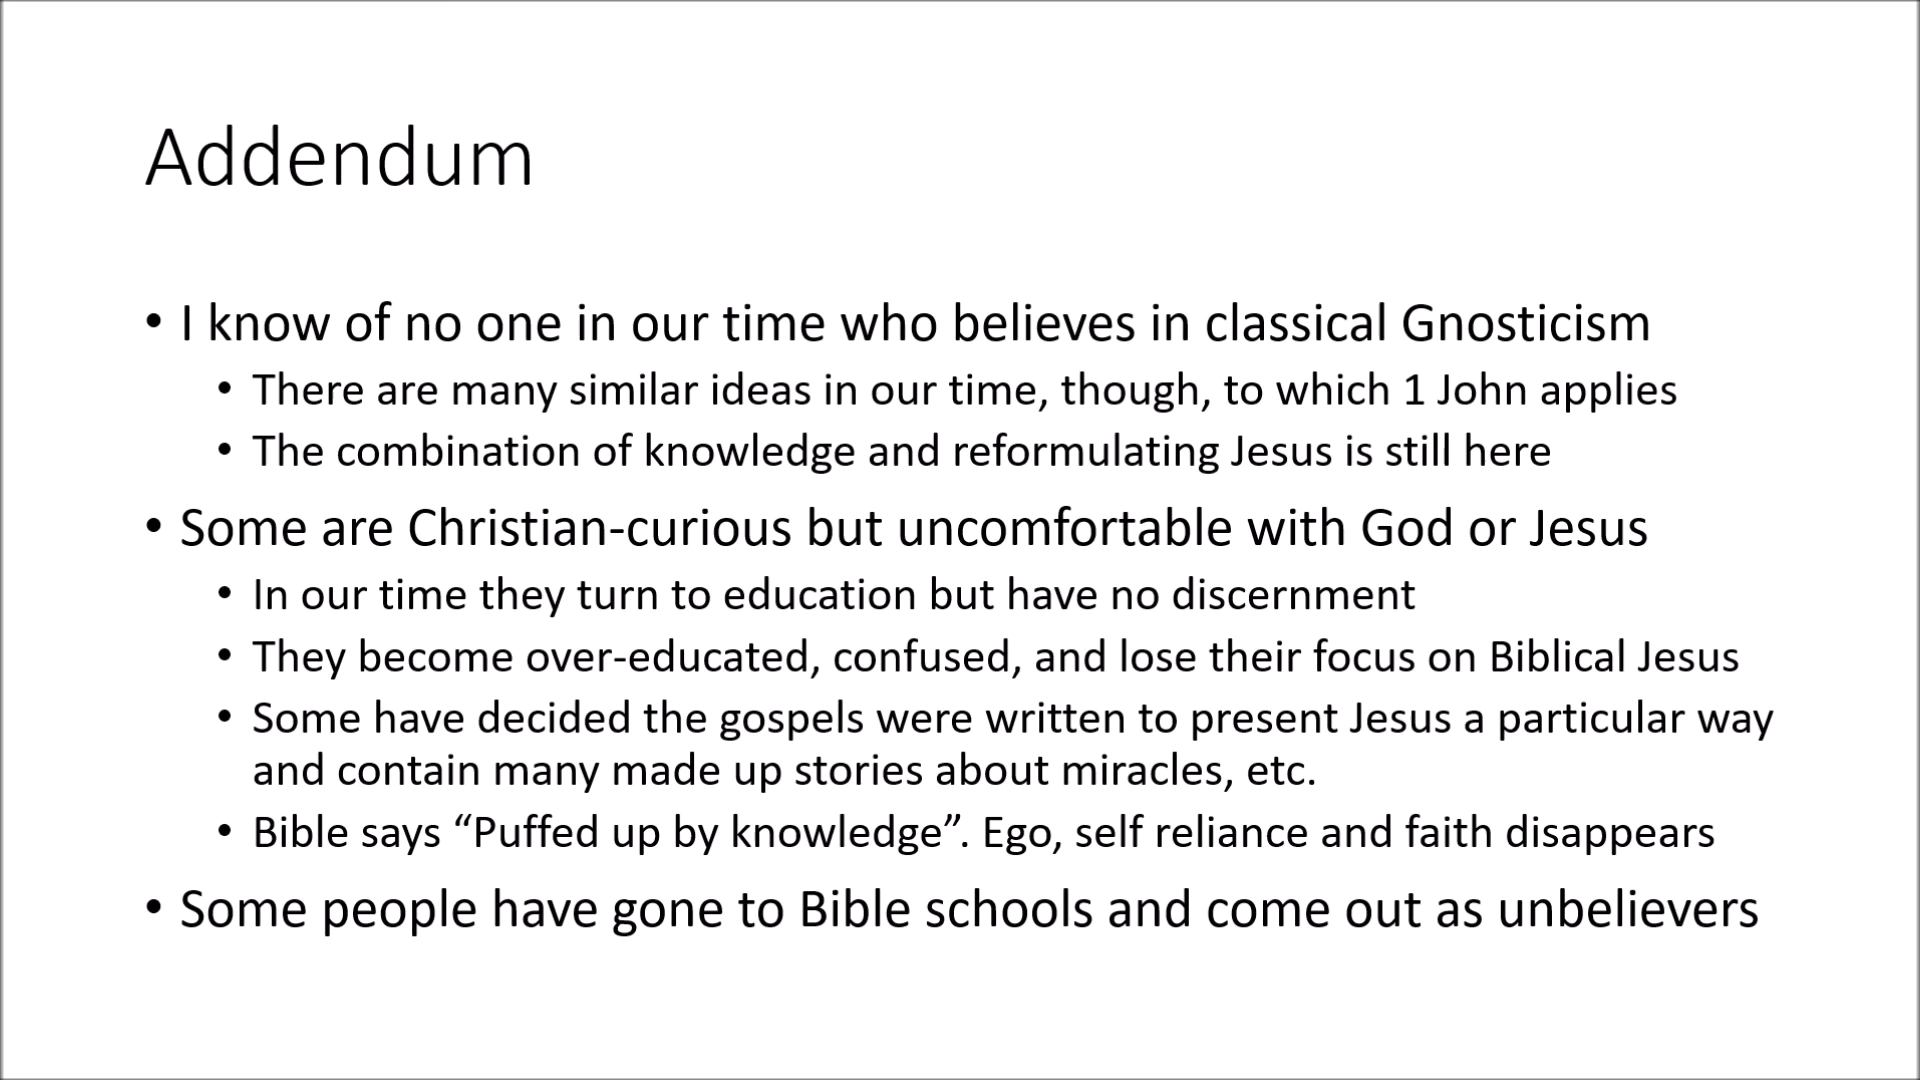 Addendum
• I know of no one in our time who believes in classical Gnosticism
• There are many similar ideas in our time, though, to which 1 John applies
• The combination of knowledge and reformulating Jesus is still here
• Some are Christian-curious but uncomfortable with God or Jesus
• In our time they turn to education but have no discernment
• They become over-educated, confused, and lose their focus on Biblical Jesus
• Some have decided the gospels were written to present Jesus a particular way
and contain many made up stories about miracles, etc.
• Bible says “Puffed up by knowledge”. Ego, self reliance and faith disappears
• Some people have gone to Bible schools and come out as unbelievers